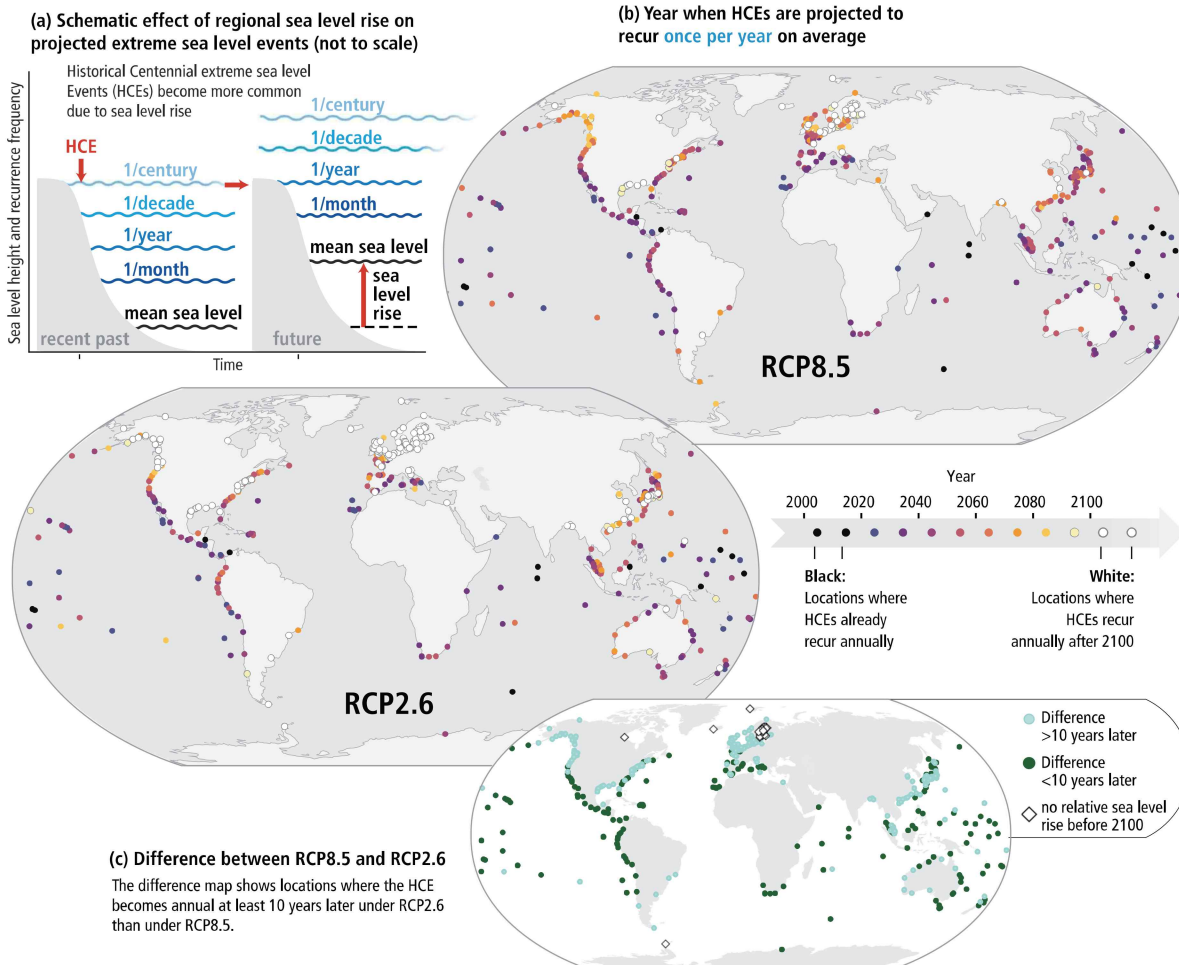 (a) Schematic effect of regional sea level rise on
projected extreme sea level events (not to scale)
Sea level height and recurrence frequency
Historical Centennial extreme sea level
Events (HCEs) become more common
due to sea level rise
HCE
1/century
1/decade
1/year
1/month
mean sea level
recent past
1/century
1/decade
1/year
1/month
mean sea level
sea
level
rise
future
Time
(b) Year when HCEs are projected to
recur once per year on average
RCP8.5
RCP2.6
Year
2000 2020 2040 2060 2080 2100
Black:
Locations where
HCEs already
recur annually
White:
Locations where
HCEs recur
annually after 2100
(c) Difference between RCP8.5 and RCP2.6
The difference map shows locations where the HCE
becomes annual at least 10 years later under RCP2.6
than under RCP8.5.
Difference
>10 years later
Difference
<10 years later
no relative sea level
rise before 2100